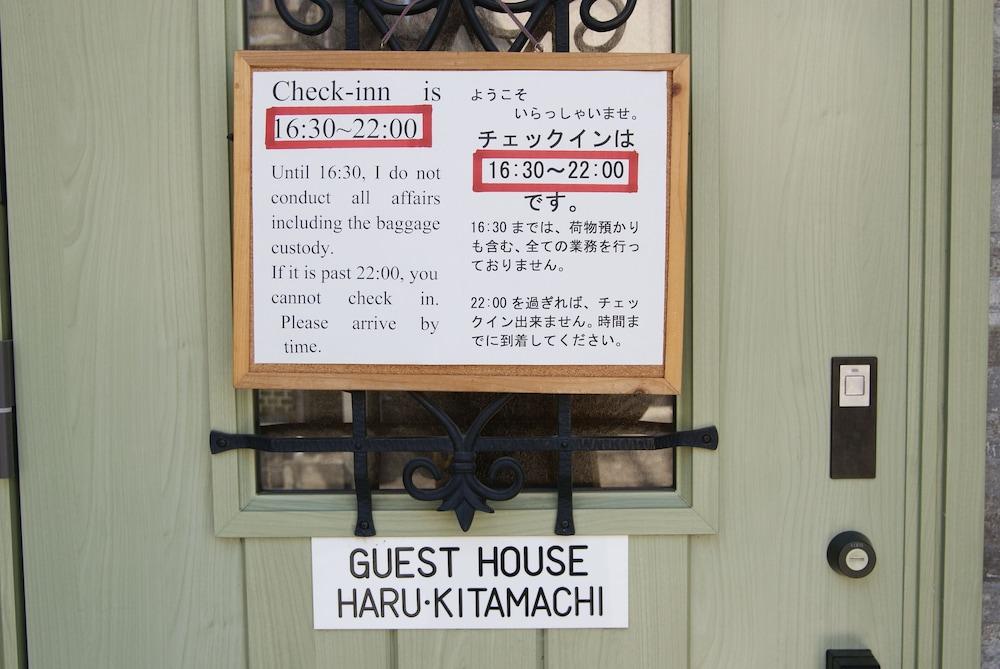 Check-inn is
16:30~22:00
Until 16:30, I do not
conduct all affairs
including the baggage
custody.
If it is past 22:00, you
cannot check in.
Please arrive by
time.
ようこそ
いらっしゃいませ。
チェックインは
16:30～22:00
です。
16:30 までは、荷物預かり
も含む、全ての業務を行っ
ておりません。
22:00 を過ぎれば、チェッ
クイン出来ません。時間ま
でに到着してください。
GUEST HOUSE
HARU・KITAMACHI